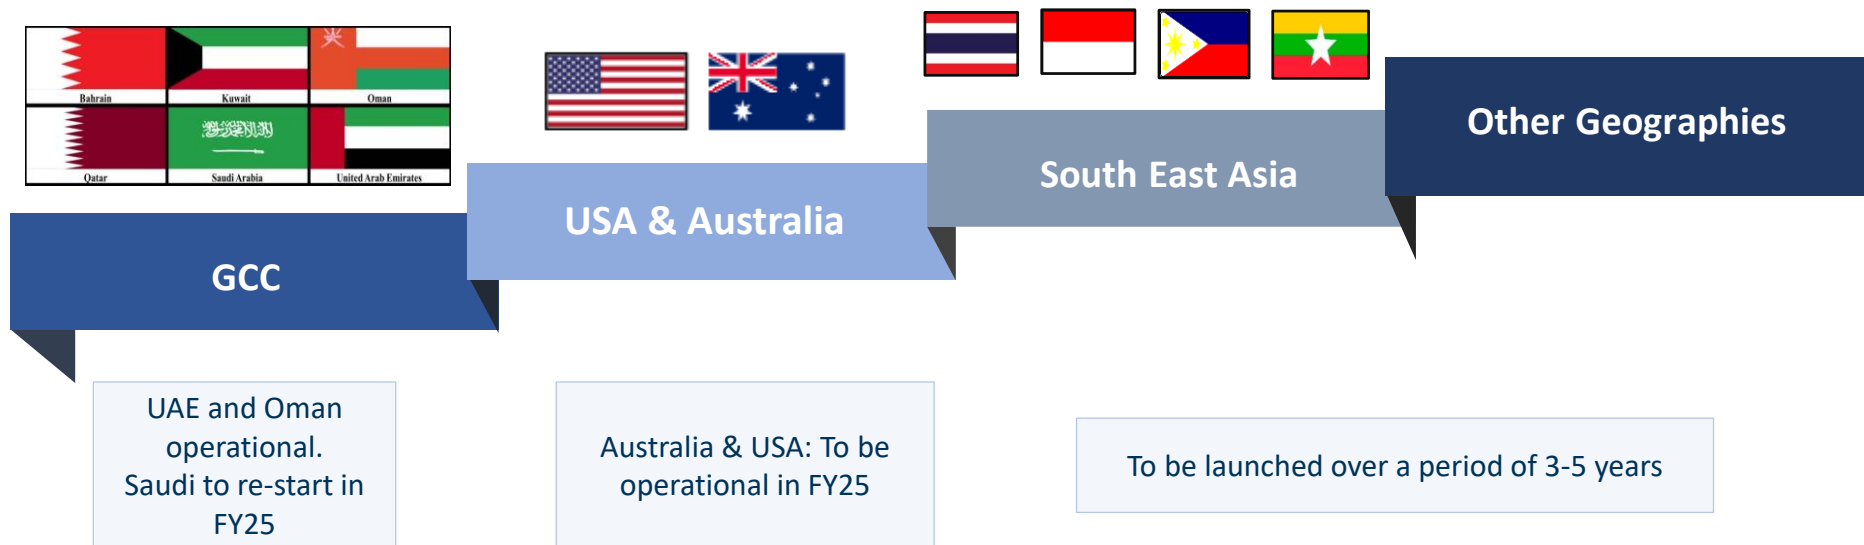 Bahrain
Kuwait
Oman
Qatar
Saudi Arabia
United Arab Emirates
GCC
USA & Australia
South East Asia
Other Geographies
UAE and Oman
operational.
Saudi to re-start in
FY25
Australia & USA: To be
operational in FY25
To be launched over a period of 3-5 years